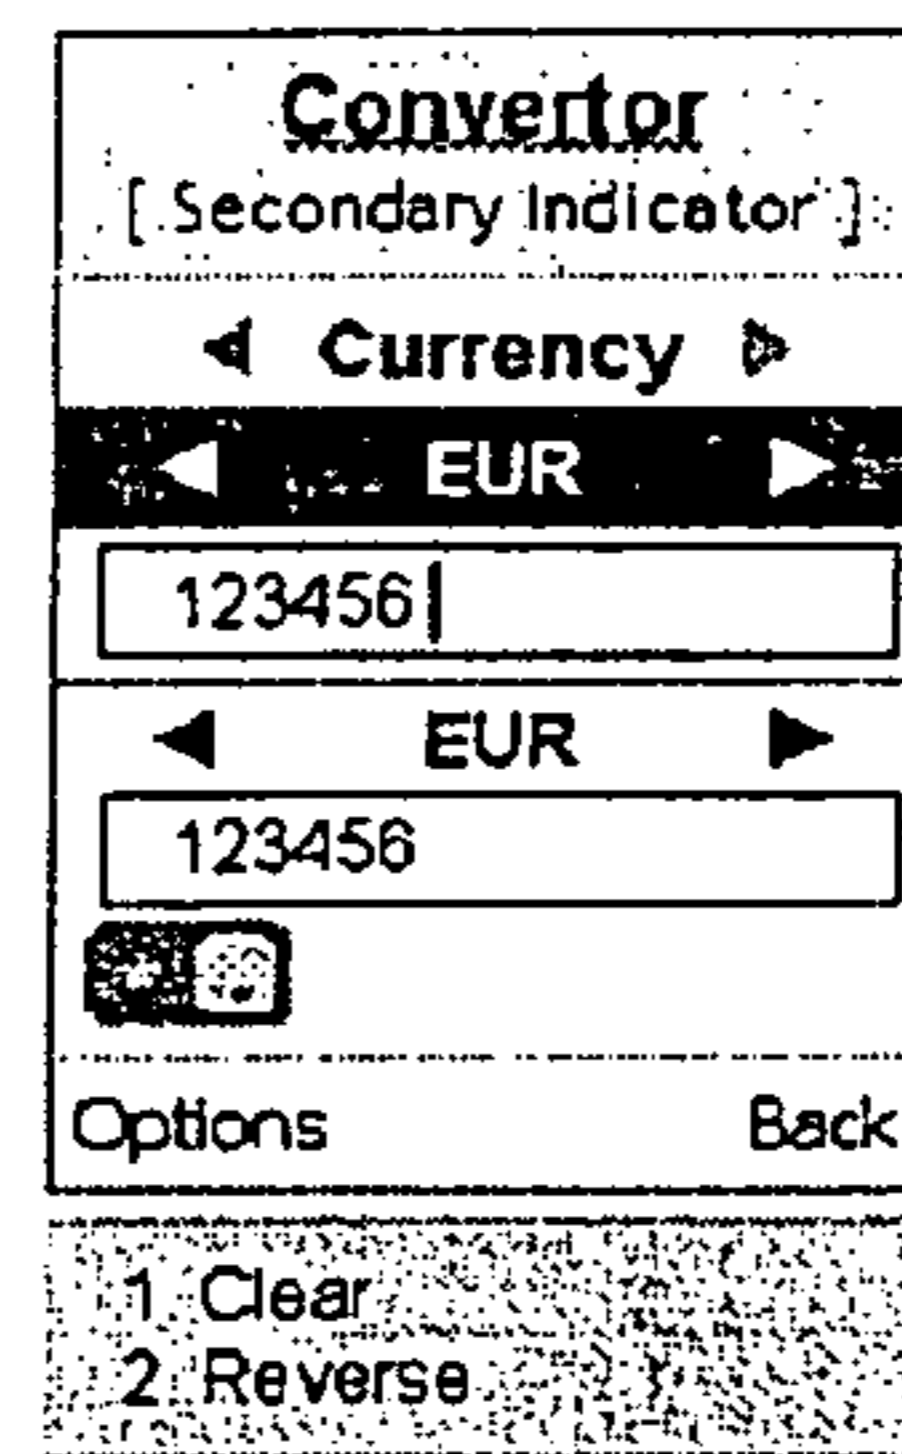 Convertor
[ Secondary Indicator ]
Currency
EUR
123456
EUR
123456
Options Back
1 Clear
2 Reverse